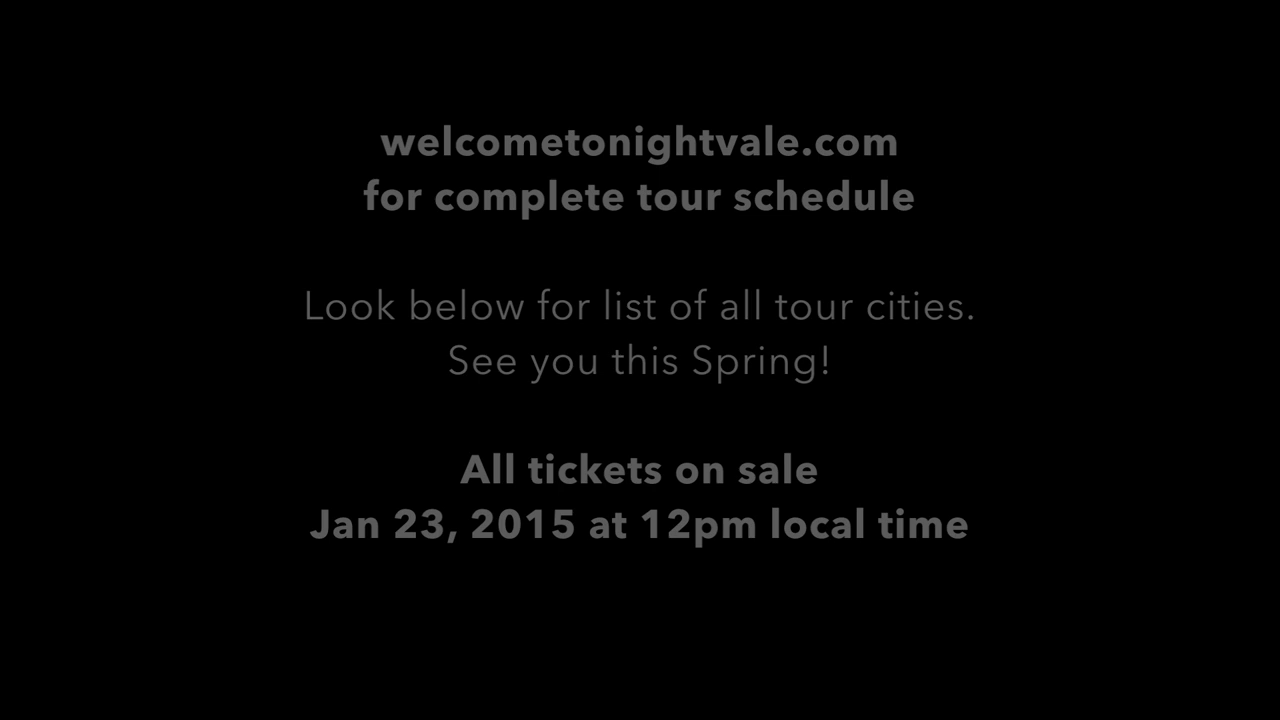 welcometonightvale.com
for complete tour schedule
Look below for list of all tour cities.
See you this Spring!
All tickets on sale
Jan 23, 2015 at 12pm local time